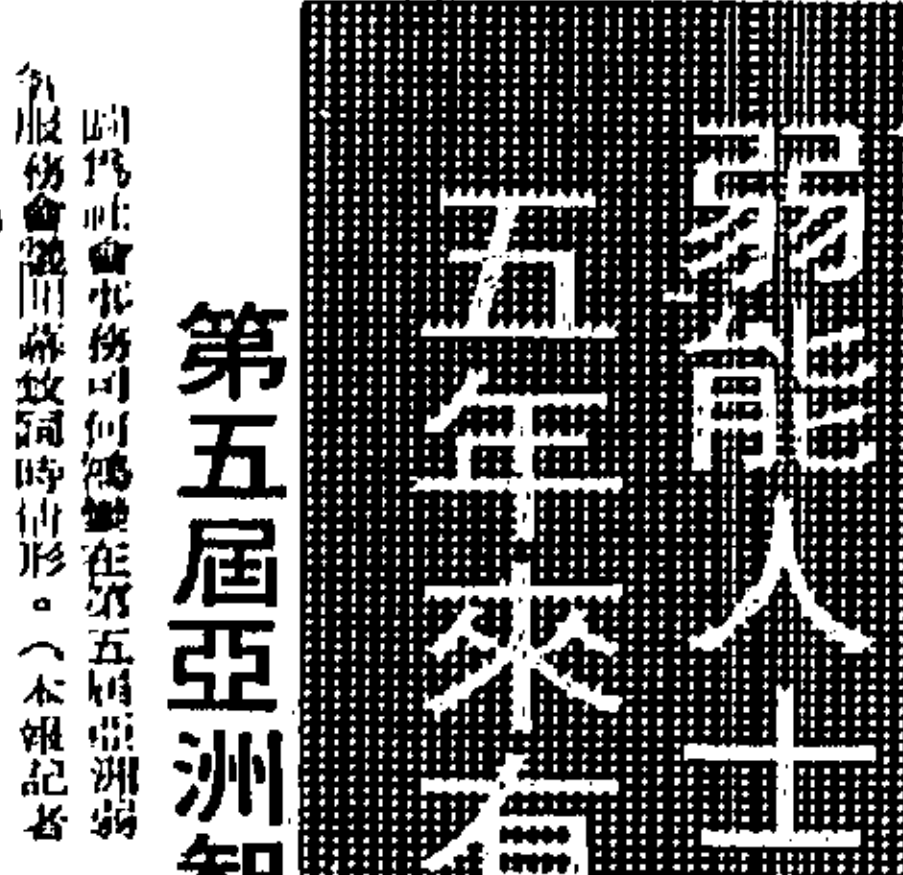 弱能人士
五年來有
第五屆亞洲智
圖為社會事務司何鴻鑾在第五屆亞洲弱
服務會議開幕致詞時情形。（本報記者